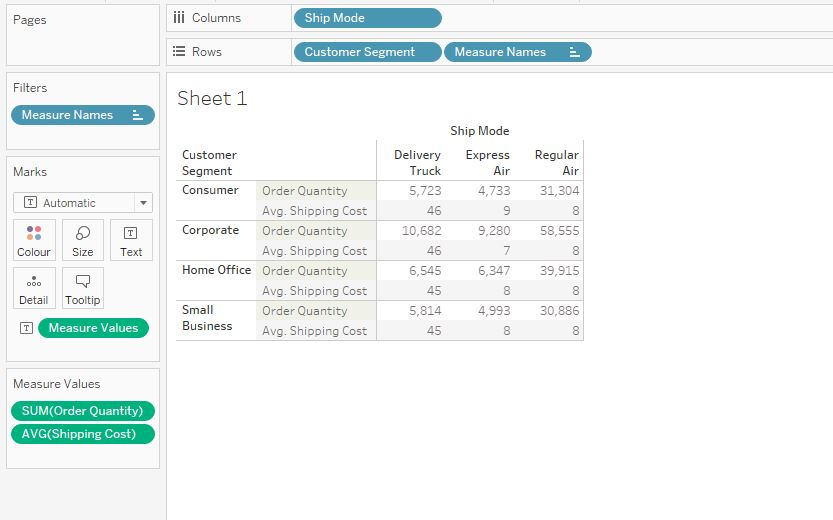 Pages
Columns
Ship Mode
Rows
Customer Segment
Measure Names
Filters
Measure Names
Marks
Automatic
Colour
Size
Text
Detail
Tooltip
Measure Values
Measure Values
SUM(Order Quantity)
AVG(Shipping Cost)
Sheet 1
Ship Mode
Customer Delivery Express Regular
Segment Truck Air Air
Consumer Order Quantity 5,723 4,733 31,304
Avg. Shipping Cost 46 9 8
Corporate Order Quantity 10,682 9,280 58,555
Avg. Shipping Cost 46 7 8
Home Office Order Quantity 6,545 6,347 39,915
Avg. Shipping Cost 45 8 8
Small Order Quantity 5,814 4,993 30,886
Business Avg. Shipping Cost 45 8 8